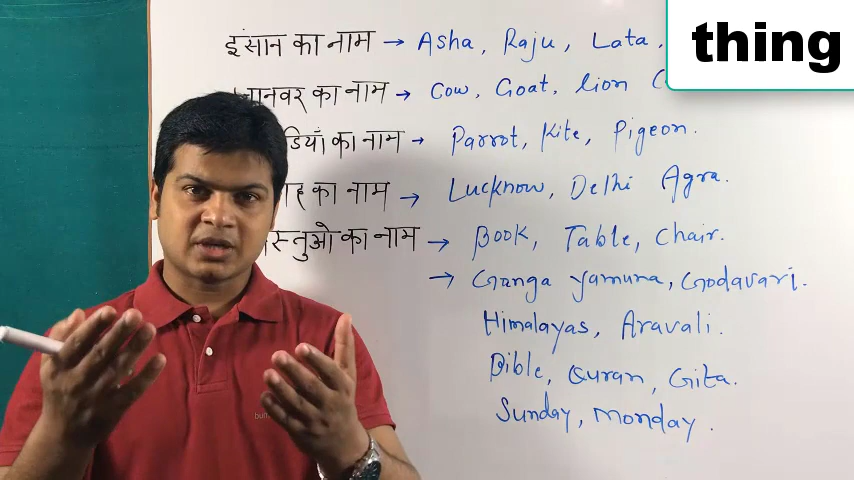 thing
इंसान का नाम → Asha, Raju, Lata,
का नाम → Cow, Goat, lion
का नाम → Parrot, Kite, Pigeon.
का नाम → Lucknow, Delhi Agra.
का नाम → Book, Table, Chair.
→ Ganga Yamuna, Godavari.
Himalayas, Aravali.
Bible, Quran, Gita.
Sunday, Monday.